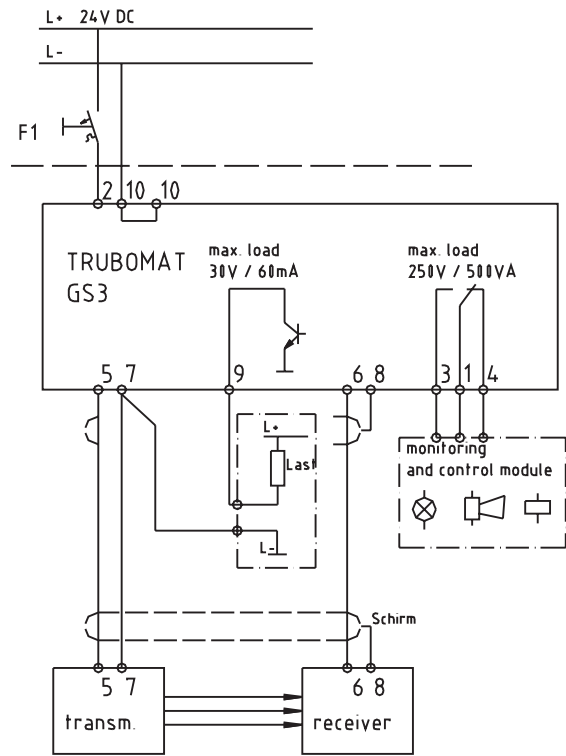 L+ 24V DC
L-
F1
2 10 10
TRUBOMAT
GS3
max. load
30V / 60mA
max. load
250V / 500VA
5 7 9 6 8 3 1 4
L+
Last
L-
monitoring
and control module
Schirm
5 7
transm.
6 8
receiver